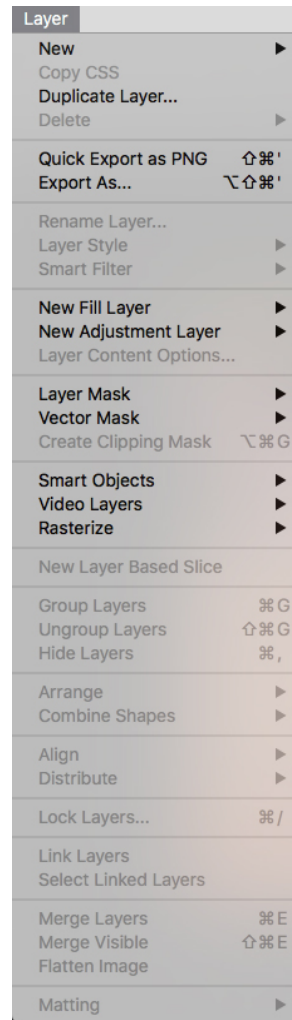 Layer
New ▶
Copy CSS
Duplicate Layer...
Delete ▶
Quick Export as PNG ⇧⌘'
Export As... ⌥⇧⌘'
Rename Layer...
Layer Style ▶
Smart Filter ▶
New Fill Layer ▶
New Adjustment Layer ▶
Layer Content Options...
Layer Mask ▶
Vector Mask ▶
Create Clipping Mask ⌥⌘G
Smart Objects ▶
Video Layers ▶
Rasterize ▶
New Layer Based Slice
Group Layers ⌘G
Ungroup Layers ⇧⌘G
Hide Layers ⌘,
Arrange ▶
Combine Shapes ▶
Align ▶
Distribute ▶
Lock Layers... ⌘/
Link Layers
Select Linked Layers
Merge Layers ⌘E
Merge Visible ⇧⌘E
Flatten Image
Matting ▶